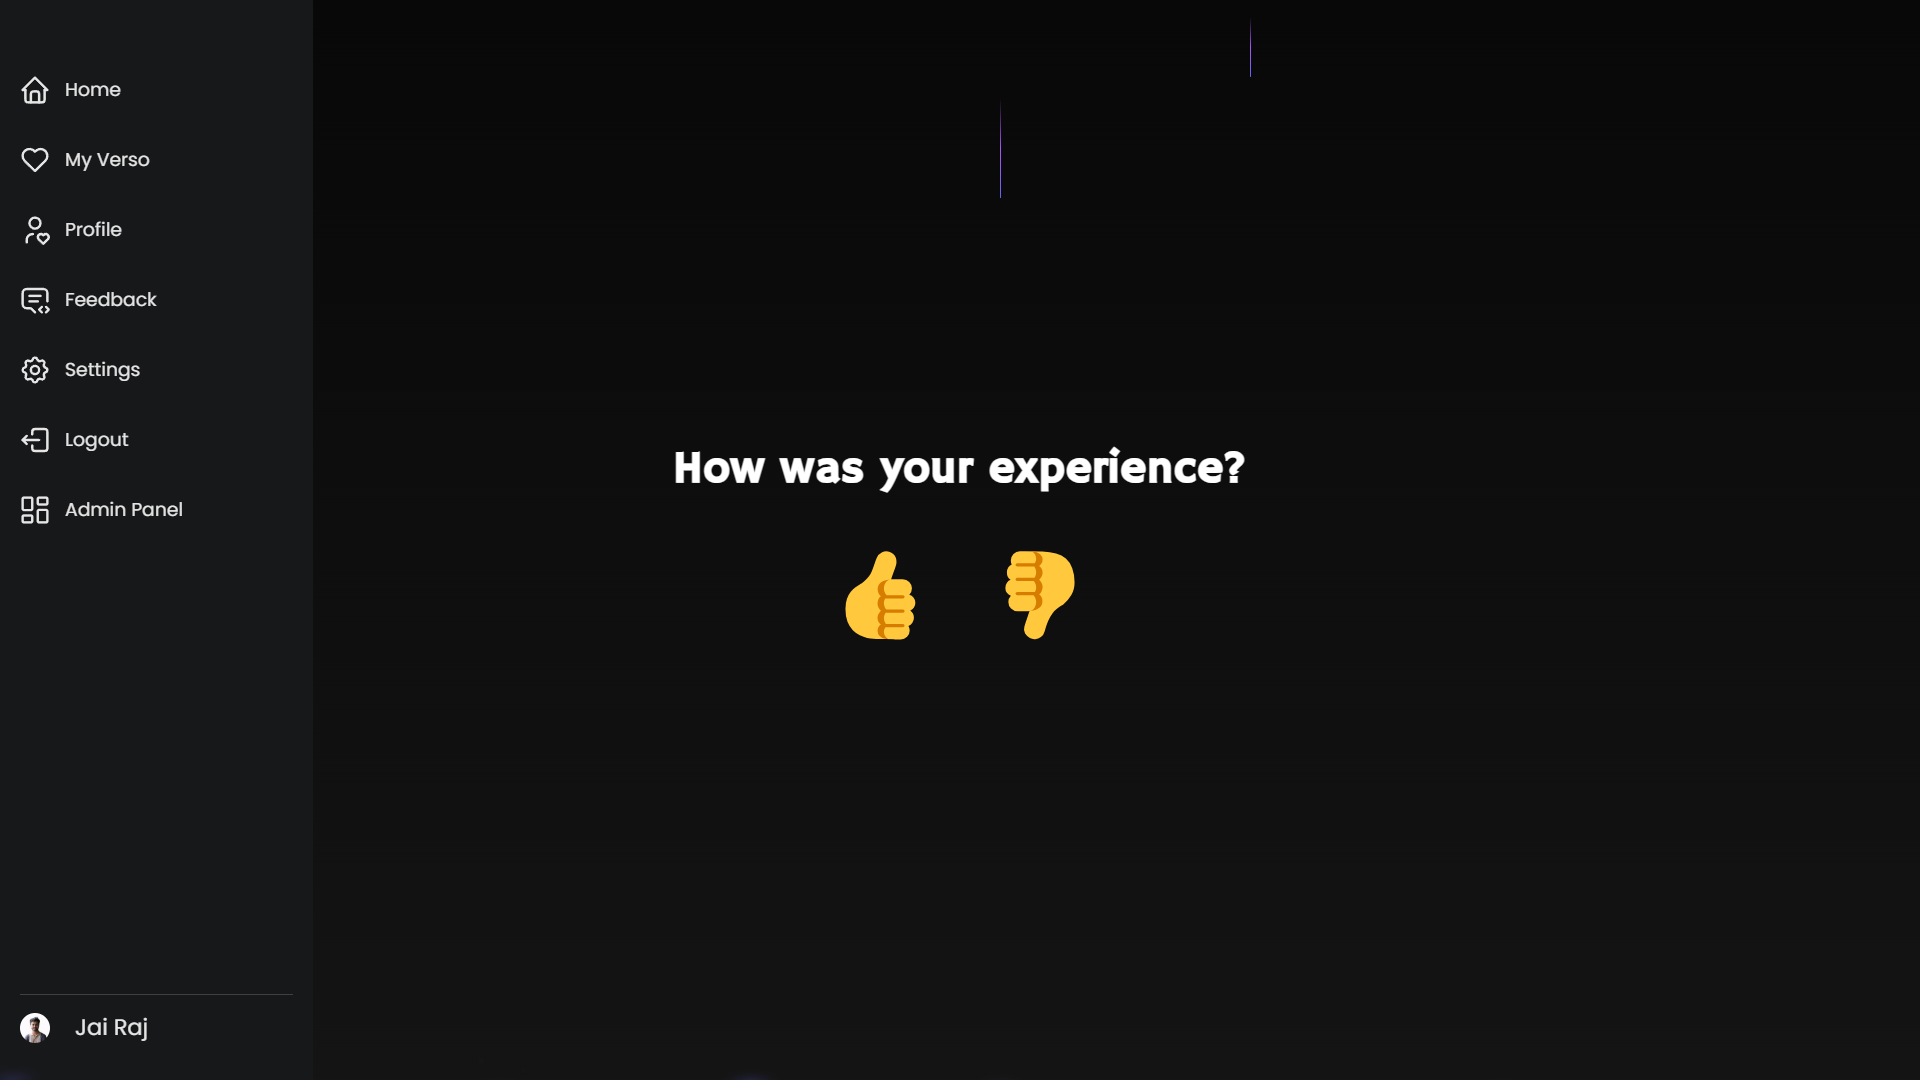 Home
My Verso
Profile
Feedback
Settings
Logout
Admin Panel
How was your experience?
Jai Raj